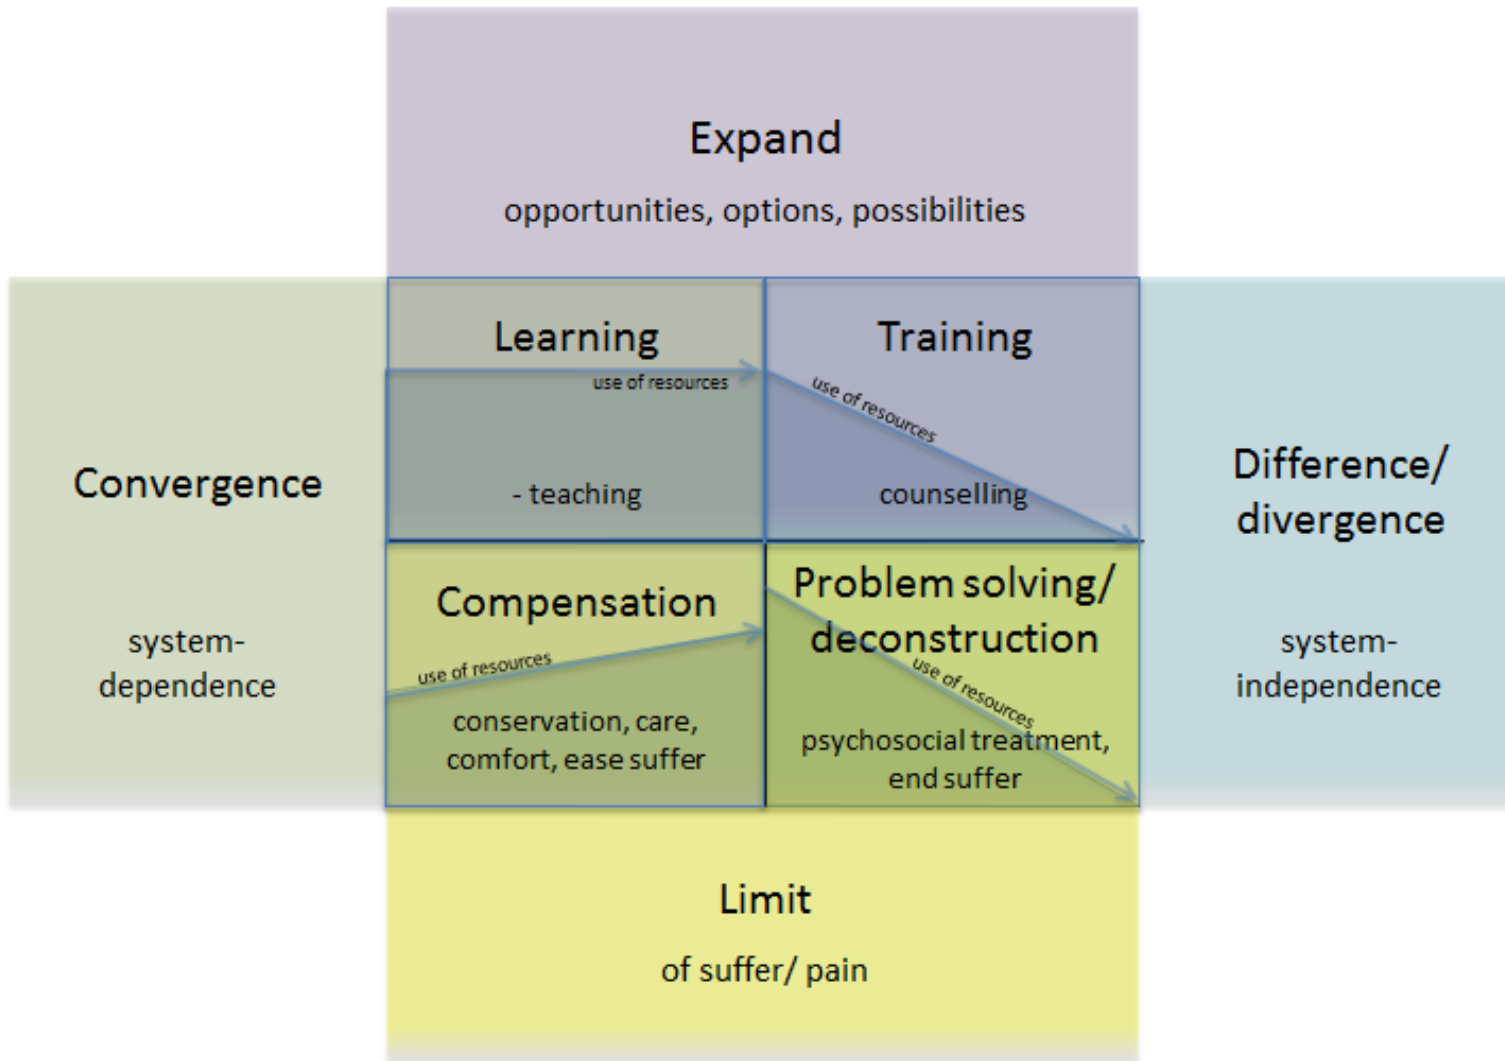 Expand
opportunities, options, possibilities
Learning
use of resources
- teaching
Training
use of resources
counselling
Convergence
system-
dependence
Difference/
divergence
system-
independence
Compensation
use of resources
conservation, care,
comfort, ease suffer
Problem solving/
deconstruction
use of resources
psychosocial treatment,
end suffer
Limit
of suffer/ pain